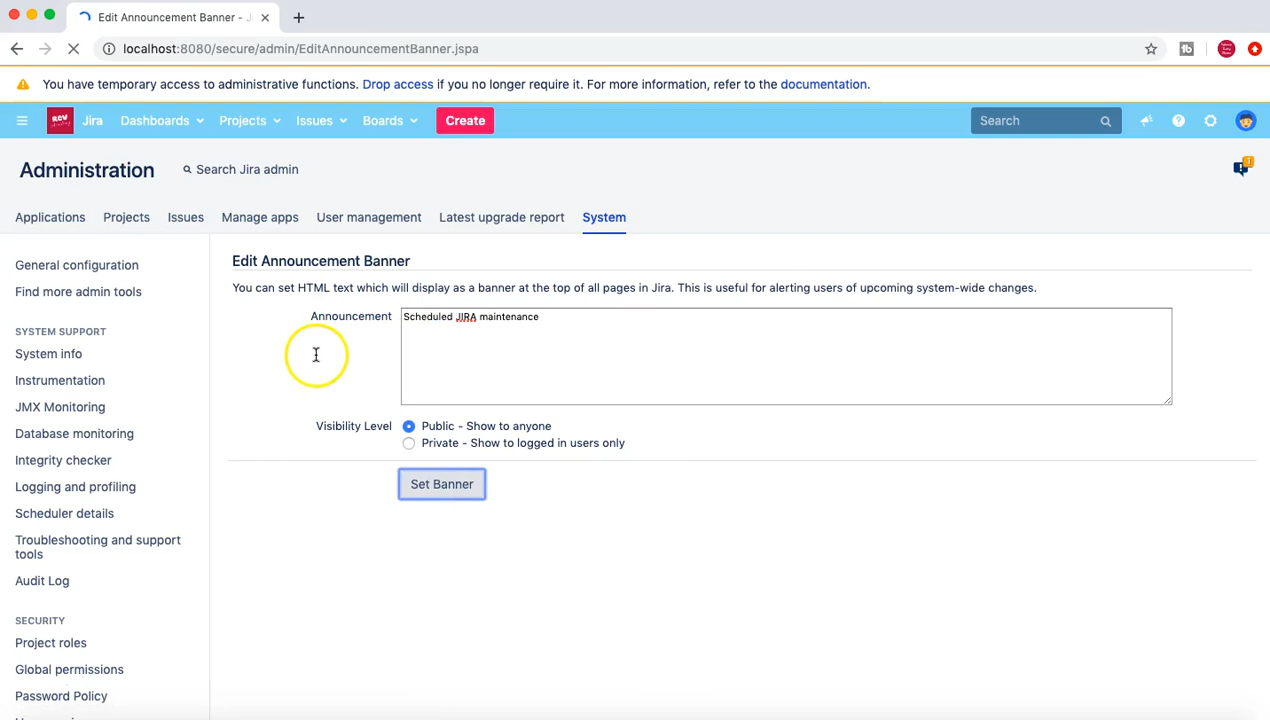 Edit Announcement Banner - J
localhost:8080/secure/admin/EditAnnouncementBanner.jspa
You have temporary access to administrative functions. Drop access if you no longer require it. For more information, refer to the documentation.
Jira Dashboards Projects Issues Boards Create Search
Administration Search Jira admin
Applications Projects Issues Manage apps User management Latest upgrade report System
General configuration
Find more admin tools
SYSTEM SUPPORT
System info
Instrumentation
JMX Monitoring
Database monitoring
Integrity checker
Logging and profiling
Scheduler details
Troubleshooting and support
tools
Audit Log
SECURITY
Project roles
Global permissions
Password Policy
Edit Announcement Banner
You can set HTML text which will display as a banner at the top of all pages in Jira. This is useful for alerting users of upcoming system-wide changes.
Announcement Scheduled JIRA maintenance
Visibility Level Public - Show to anyone
Private - Show to logged in users only
Set Banner